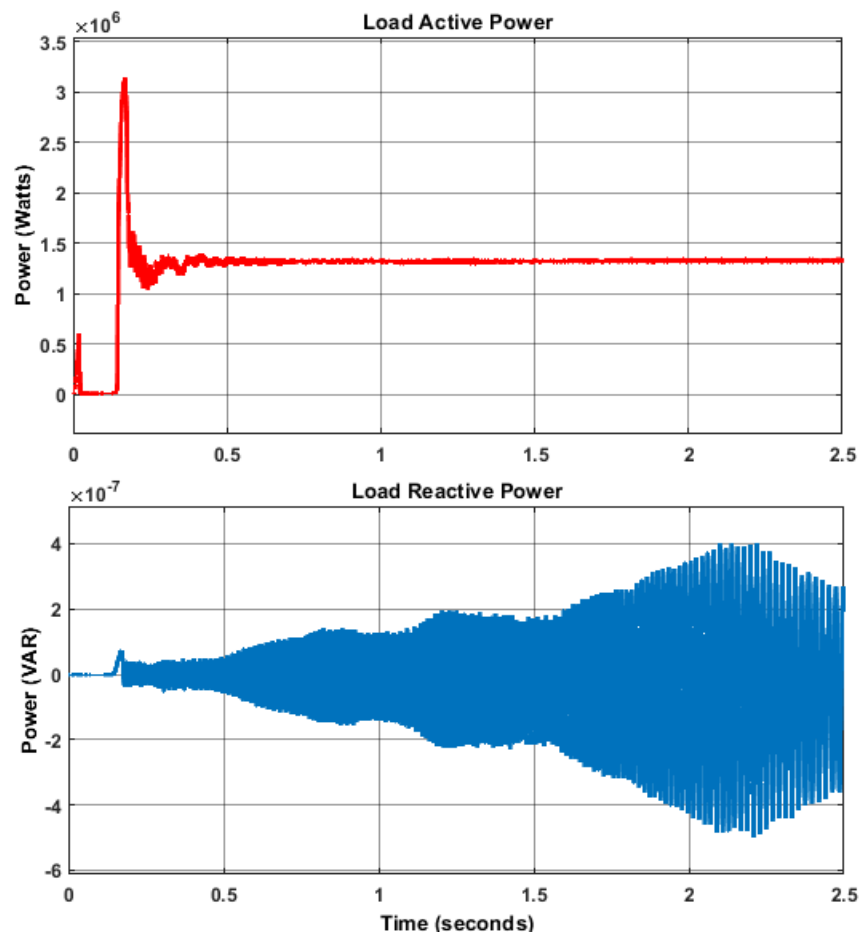 Load Active Power
×10^6
3.5
3
2.5
2
1.5
1
0.5
0
Power (Watts)
0 0.5 1 1.5 2 2.5
Load Reactive Power
×10^-7
4
2
0
-2
-4
-6
Power (VAR)
0 0.5 1 1.5 2 2.5
Time (seconds)